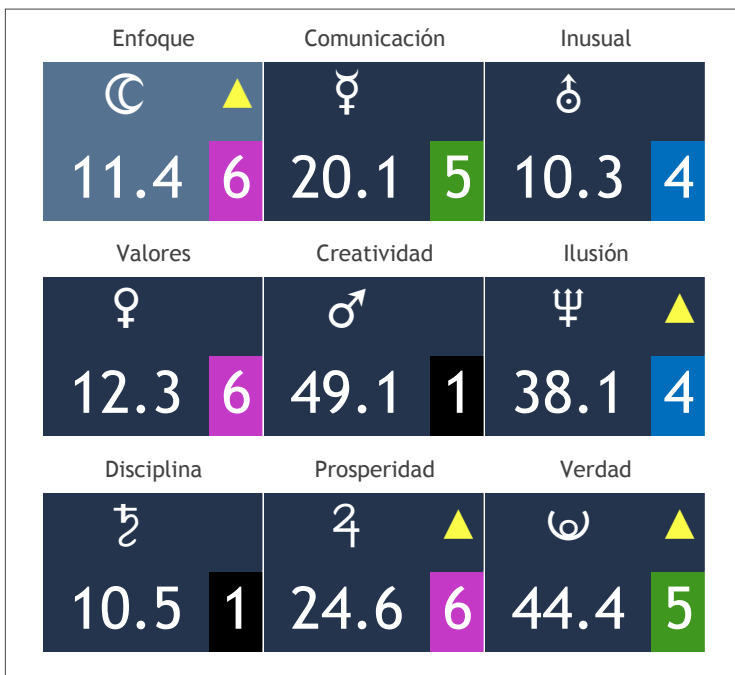 Enfoque Comunicación Inusual
☾ ▲ ☿ ⛢
11.4 6 20.1 5 10.3 4
Valores Creatividad Ilusión
♀ ♂ ♆ ▲
12.3 6 49.1 1 38.1 4
Disciplina Prosperidad Verdad
♄ ♃ ▲ ♇ ▲
10.5 1 24.6 6 44.4 5